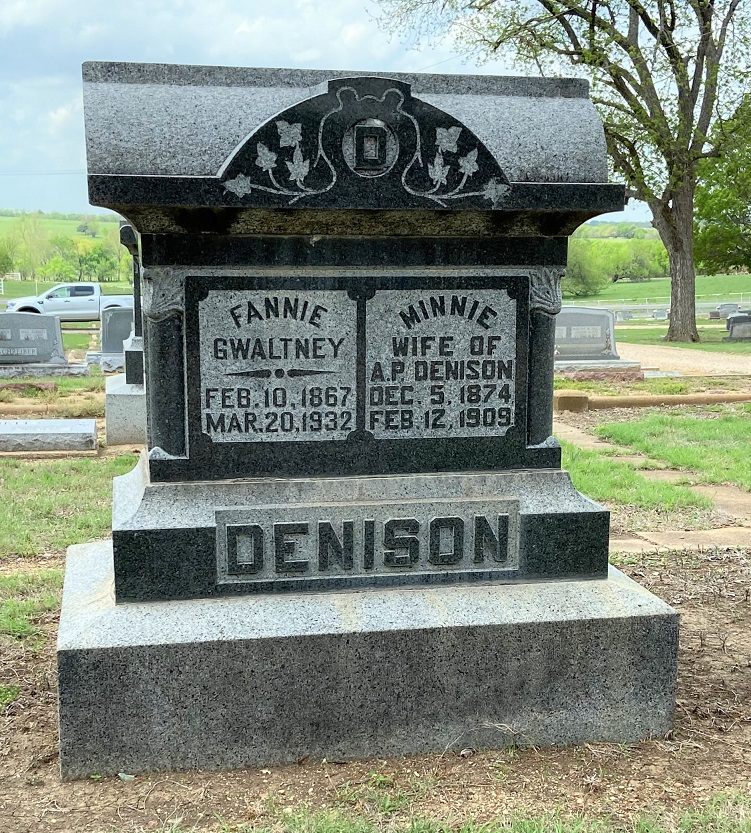 D
FANNIE
GWALTNEY
FEB. 10, 1867
MAR. 20, 1932
MINNIE
WIFE OF
A.P. DENISON
DEC. 5, 1874
FEB. 12, 1909
DENISON